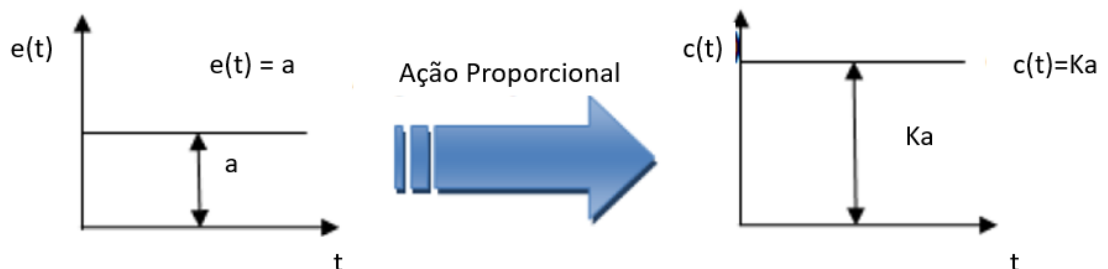 e(t)
e(t) = a
a
t
Ação Proporcional
c(t)
c(t)=Ka
Ka
t